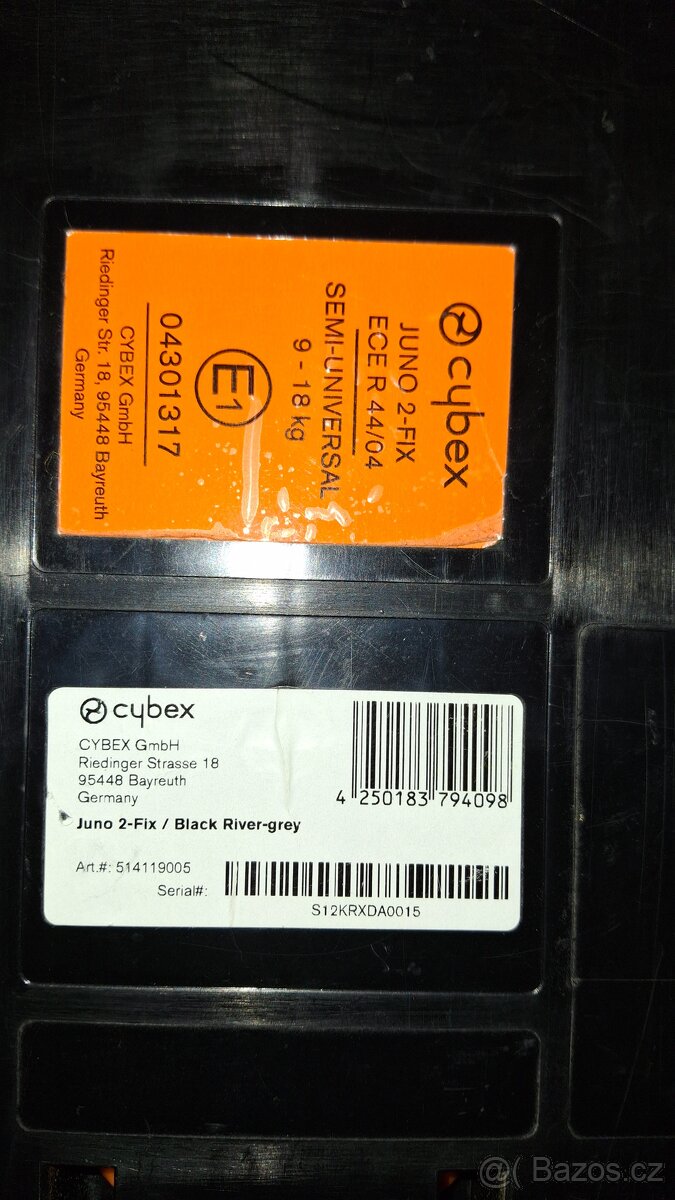 cybex
JUNO 2-FIX
ECE R 44/04
SEMI-UNIVERSAL
9 - 18 kg
E1
04301317
CYBEX GmbH
Riedinger Str. 18, 95448 Bayreuth
Germany
cybex
CYBEX GmbH
Riedinger Strasse 18
95448 Bayreuth
Germany
4 250183 794098
Juno 2-Fix / Black River-grey
Art.#: 514119005
Serial#:
S12KRXDA0015
@( Bazos.cz